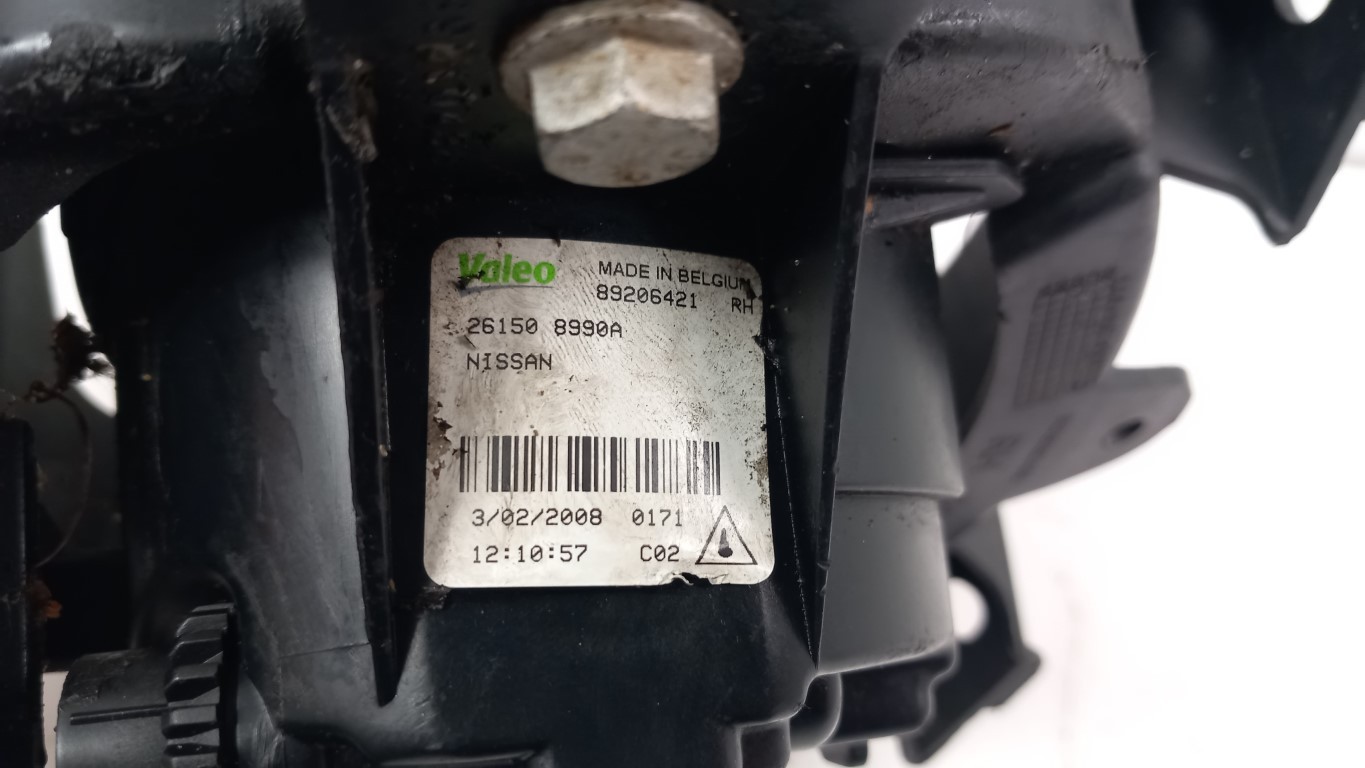 Valeo MADE IN BELGIUM
89206421 RH
26150 8990A
NISSAN
3/02/2008 0171
12:10:57 C02